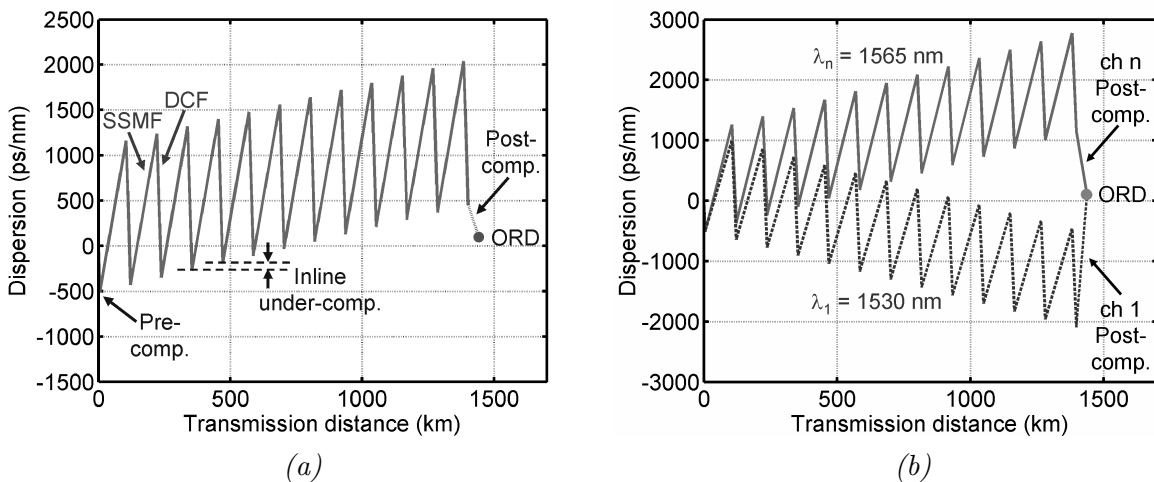 2500
2000
1500
1000
500
0
-500
-1000
-1500
Dispersion (ps/nm)
SSMF
DCF
Post-
comp.
ORD
Inline
under-comp.
Pre-
comp.
0
500
1000
1500
Transmission distance (km)
(a)
3000
2000
1000
0
-1000
-2000
-3000
Dispersion (ps/nm)
λn = 1565 nm
ch n
Post-
comp.
ORD
λ1 = 1530 nm
ch 1
Post-
comp.
0
500
1000
1500
Transmission distance (km)
(b)